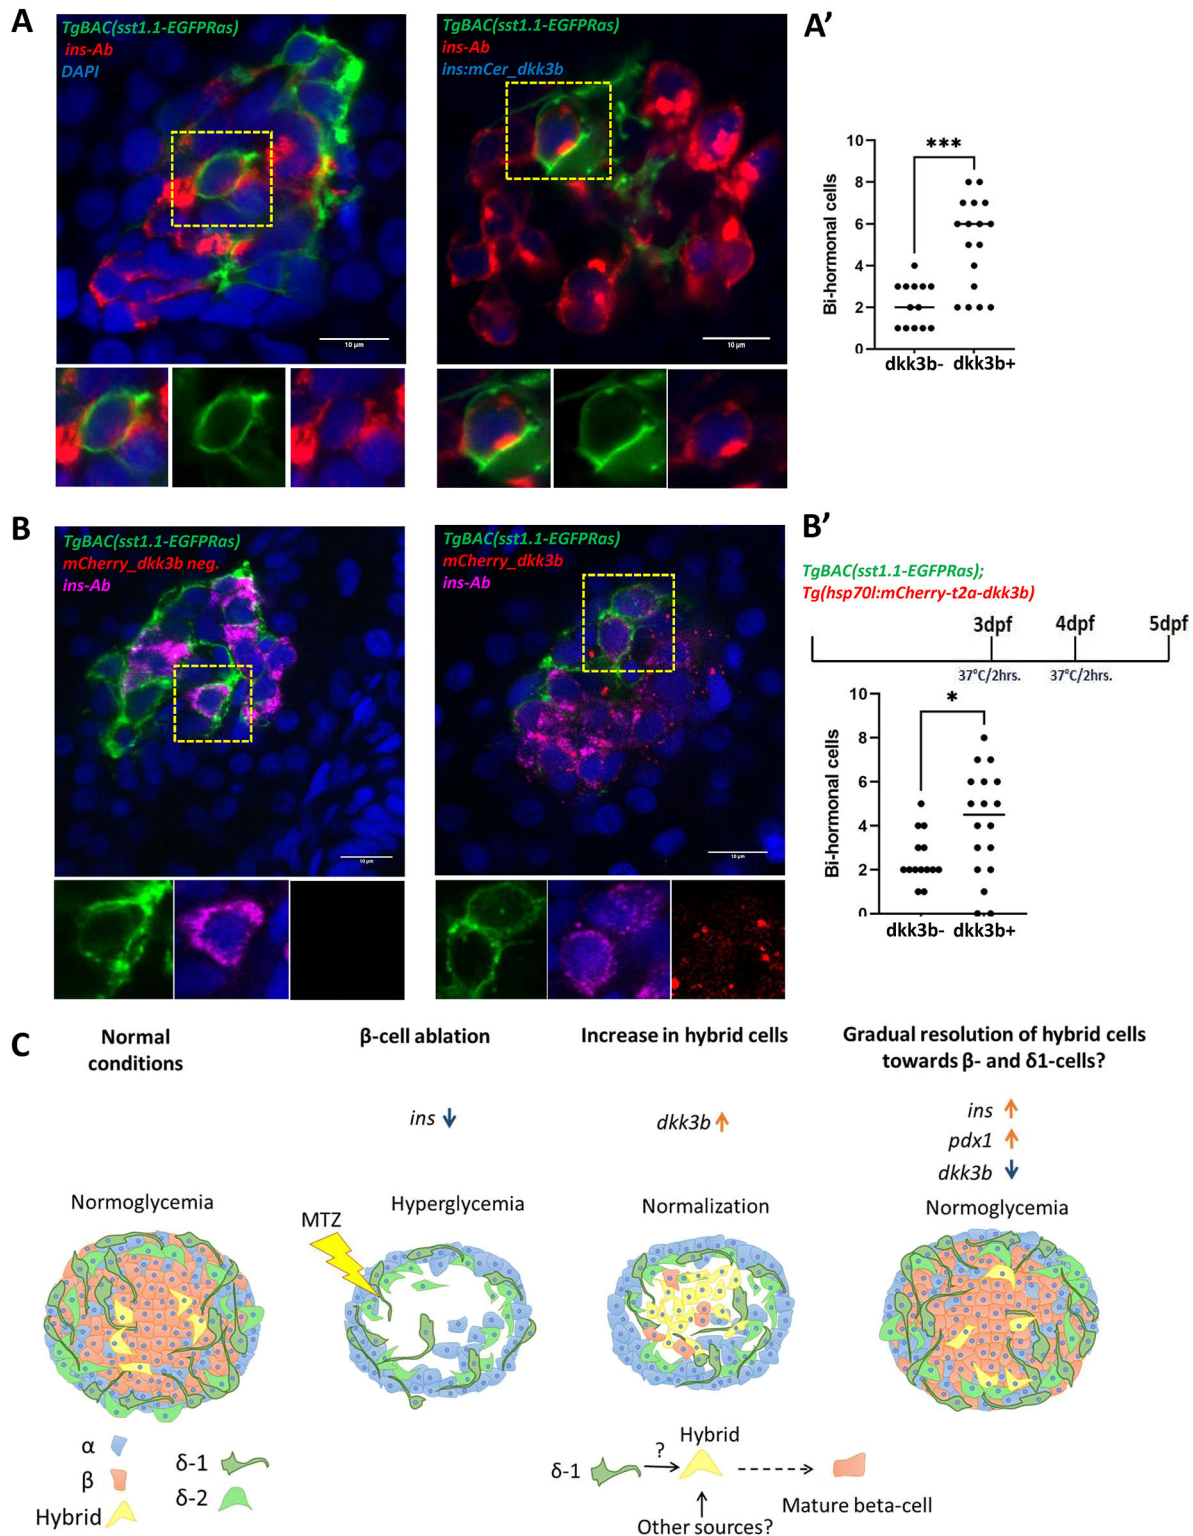 A
TgBAC(sst1.1-EGFPRas)
ins-Ab
DAPI
10 μm
TgBAC(sst1.1-EGFPRas)
ins-Ab
ins:mCer_dkk3b
10 μm
A'
Bi-hormonal cells
10
8
6
4
2
0
***
dkk3b-
dkk3b+
B
TgBAC(sst1.1-EGFPRas)
mCherry_dkk3b neg.
ins-Ab
10 μm
TgBAC(sst1.1-EGFPRas)
mCherry_dkk3b
ins-Ab
10 μm
B'
TgBAC(sst1.1-EGFPRas);
Tg(hsp70l:mCherry-t2a-dkk3b)
3dpf
4dpf
5dpf
37°C/2hrs.
37°C/2hrs.
Bi-hormonal cells
10
8
6
4
2
0
*
dkk3b-
dkk3b+
C
Normal
conditions
β-cell ablation
Increase in hybrid cells
Gradual resolution of hybrid cells
towards β- and δ1-cells?
ins
dkk3b
ins
pdx1
dkk3b
Normoglycemia
MTZ
Hyperglycemia
Normalization
Normoglycemia
α
β
Hybrid
δ-1
δ-2
δ-1
?
Hybrid
Mature beta-cell
Other sources?